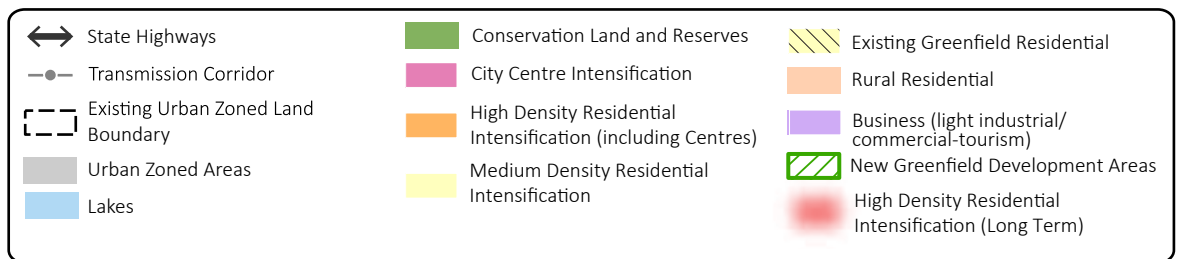 State Highways
Transmission Corridor
Existing Urban Zoned Land
Boundary
Urban Zoned Areas
Lakes
Conservation Land and Reserves
City Centre Intensification
High Density Residential
Intensification (including Centres)
Medium Density Residential
Intensification
Existing Greenfield Residential
Rural Residential
Business (light industrial/
commercial-tourism)
New Greenfield Development Areas
High Density Residential
Intensification (Long Term)